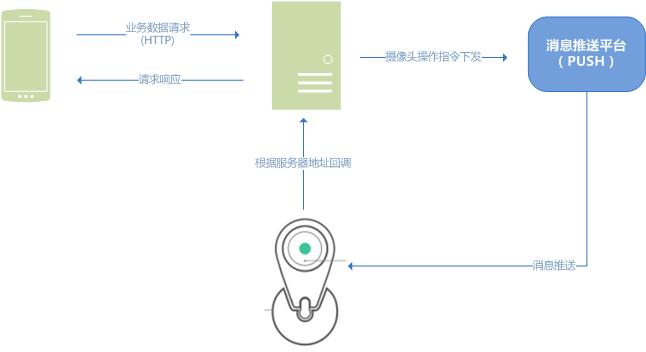 业务数据请求
(HTTP)
摄像头操作指令下发
消息推送平台
（PUSH）
请求响应
根据服务器地址回调
消息推送